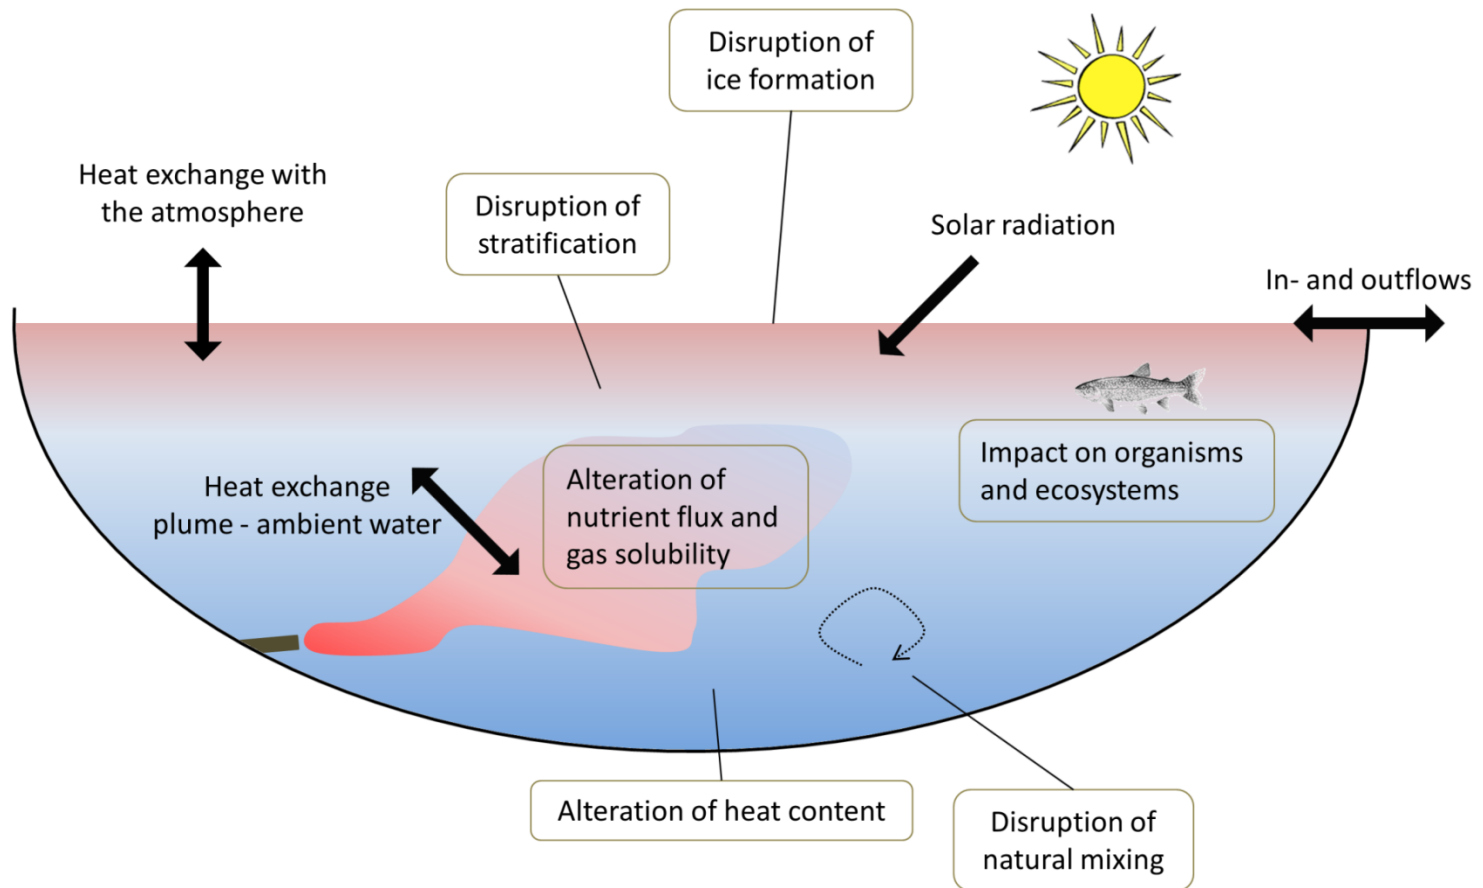 Disruption of
ice formation
Heat exchange with
the atmosphere
Disruption of
stratification
Solar radiation
In- and outflows
Impact on organisms
and ecosystems
Heat exchange
plume - ambient water
Alteration of
nutrient flux and
gas solubility
Alteration of heat content
Disruption of
natural mixing